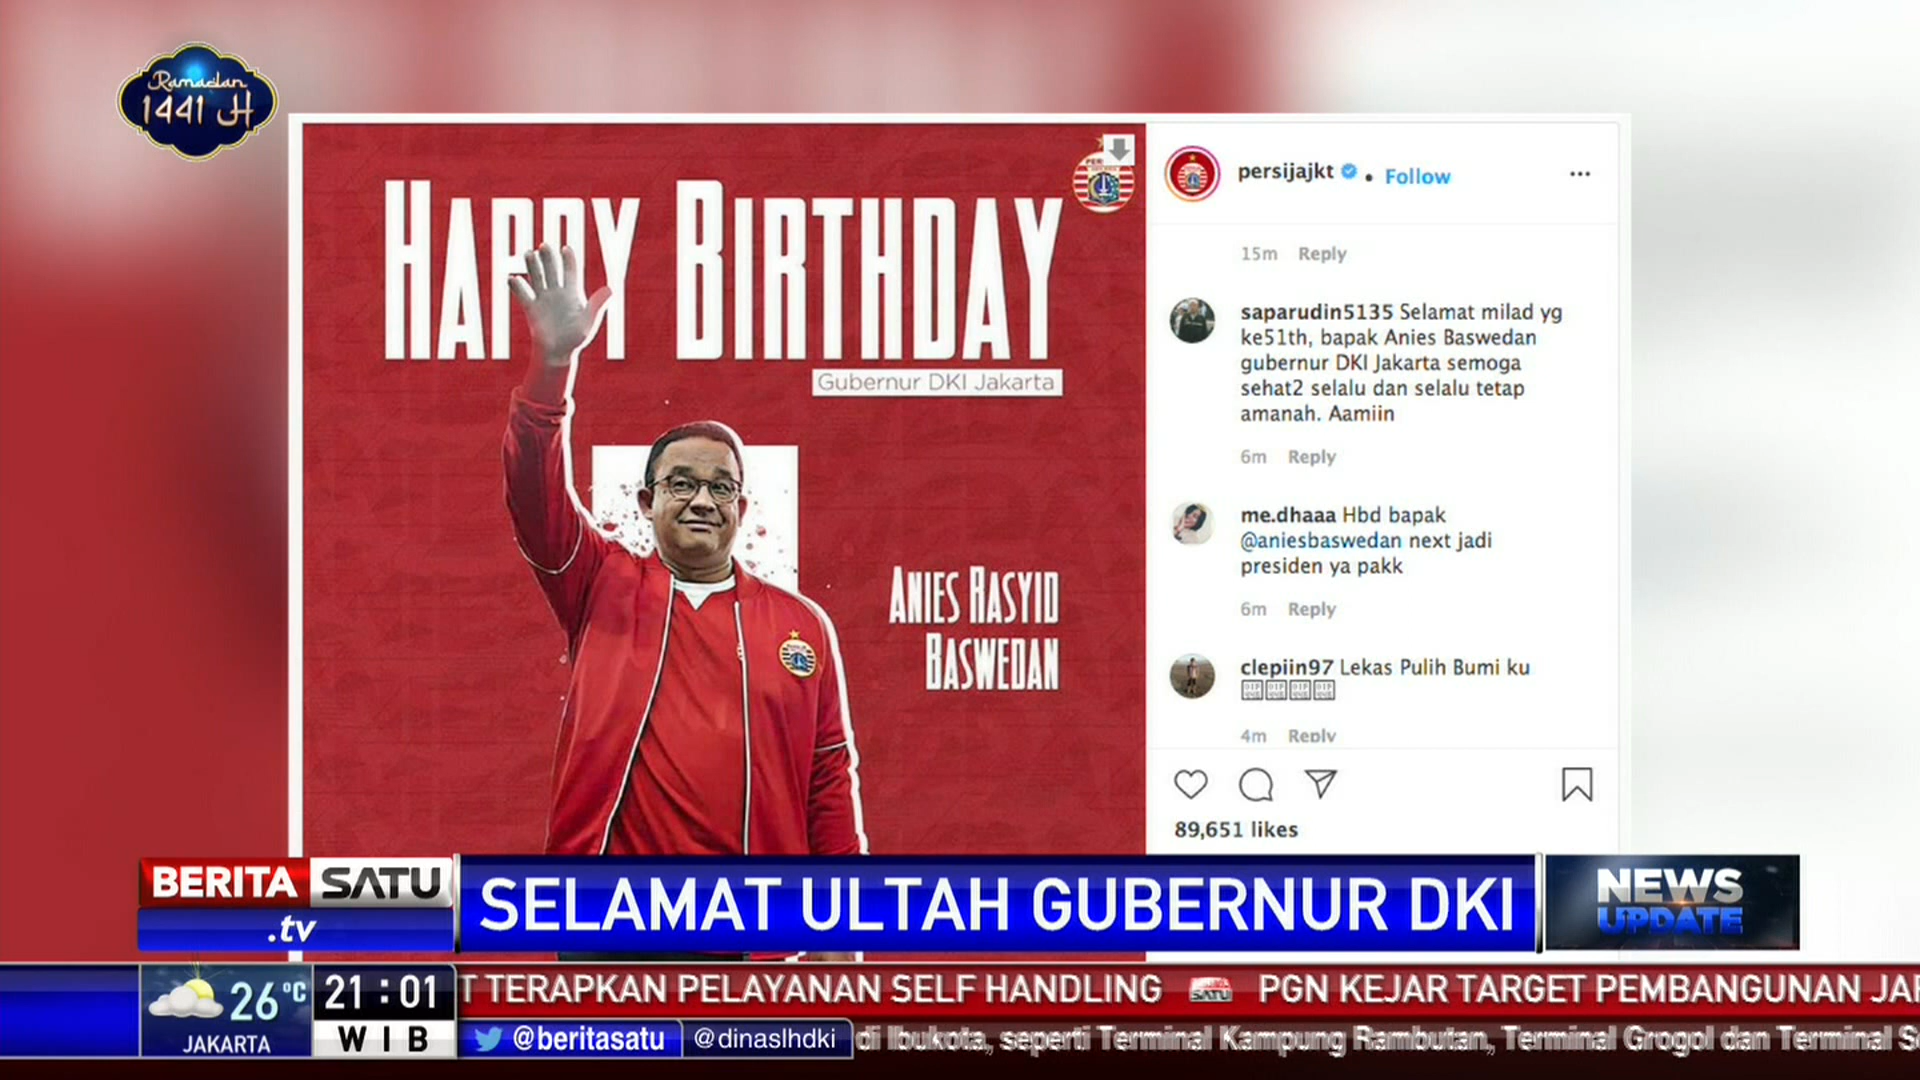 Ramadan
1441 H
HAPPY BIRTHDAY
Gubernur DKI Jakarta
ANIES RASYID
BASWEDAN
persijajkt • Follow
15m Reply
saparudin5135 Selamat milad yg
ke51th, bapak Anies Baswedan
gubernur DKI Jakarta semoga
sehat2 selalu dan selalu tetap
amanah. Aamiin
6m Reply
me.dhaaa Hbd bapak
@aniesbaswedan next jadi
presiden ya pakk
6m Reply
clepiin97 Lekas Pulih Bumi ku
4m Reply
89,651 likes
BERITA SATU
.tv
SELAMAT ULTAH GUBERNUR DKI
NEWS
UPDATE
26°C
JAKARTA
21:01
WIB
T TERAPKAN PELAYANAN SELF HANDLING BERITA SATU PGN KEJAR TARGET PEMBANGUNAN JAR
@beritasatu @dinaslhdki di Ibukota, seperti Terminal Kampung Rambutan, Terminal Grogol dan Terminal S